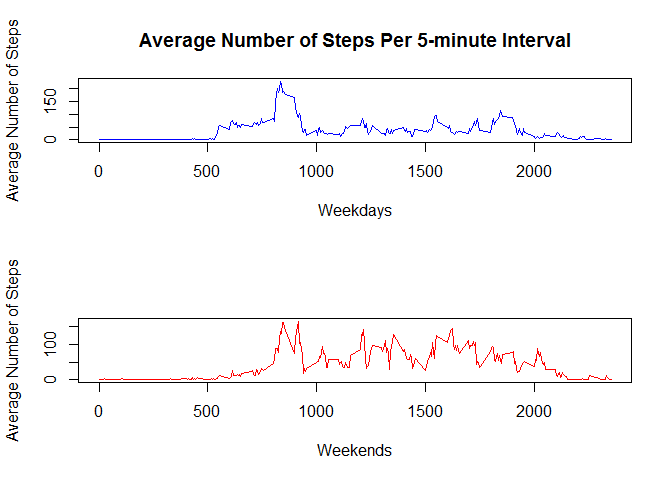 Average Number of Steps Per 5-minute Interval
Average Number of Steps
150
0
0 500 1000 1500 2000
Weekdays
Average Number of Steps
100
0
0 500 1000 1500 2000
Weekends